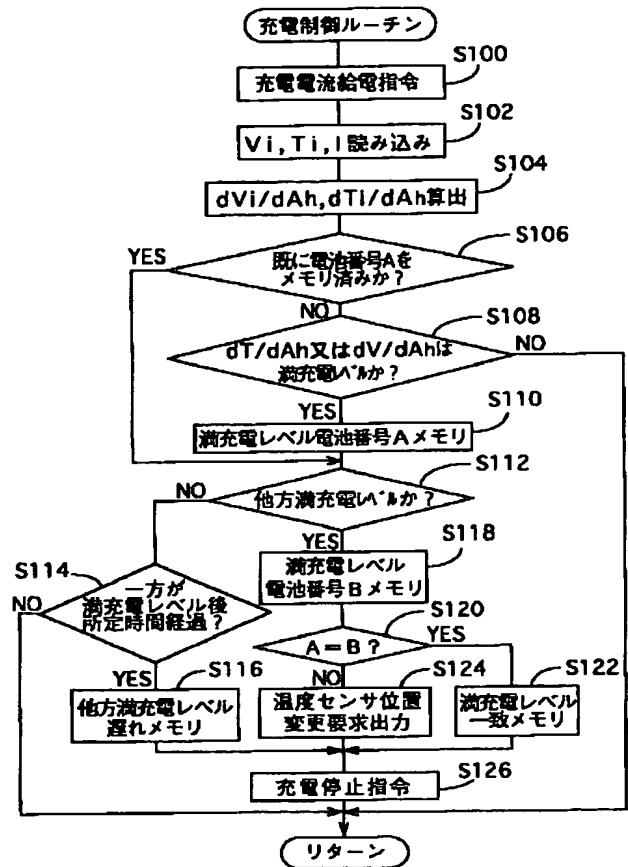 充電制御ルーチン
S100
充電電流給電指令
S102
Vi,Ti,I読み込み
S104
dVi/dAh,dTi/dAh算出
S106
YES
既に電池番号Aを
メモリ済みか?
NO
S108
dT/dAh又はdV/dAhは
満充電レベルか?
NO
YES
S110
満充電レベル電池番号Aメモリ
S112
NO
他方満充電レベルか?
YES
S118
満充電レベル
電池番号Bメモリ
S114
一方が
満充電レベル後
所定時間経過?
NO
S120
A=B?
YES
YES
S116
他方満充電レベル
遅れメモリ
NO
S124
温度センサ位置
変更要求出力
S122
満充電レベル
一致メモリ
S126
充電停止指令
リターン